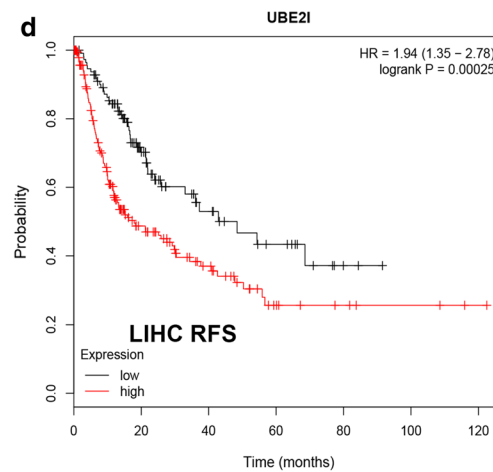 d
UBE2I
HR = 1.94 (1.35 − 2.78)
logrank P = 0.00025
Probability
1.0
0.8
0.6
0.4
0.2
0.0
LIHC RFS
Expression
low
high
0 20 40 60 80 100 120
Time (months)